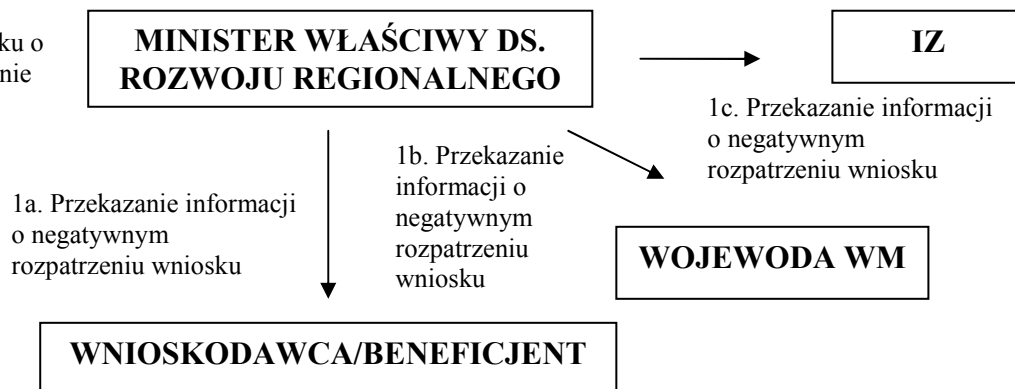 ku o
nie
MINISTER WŁAŚCIWY DS.
ROZWOJU REGIONALNEGO
IZ
1c. Przekazanie informacji
o negatywnym
rozpatrzeniu wniosku
1b. Przekazanie
informacji o
negatywnym
rozpatrzeniu
wniosku
1a. Przekazanie informacji
o negatywnym
rozpatrzeniu wniosku
WOJEWODA WM
WNIOSKODAWCA/BENEFICJENT